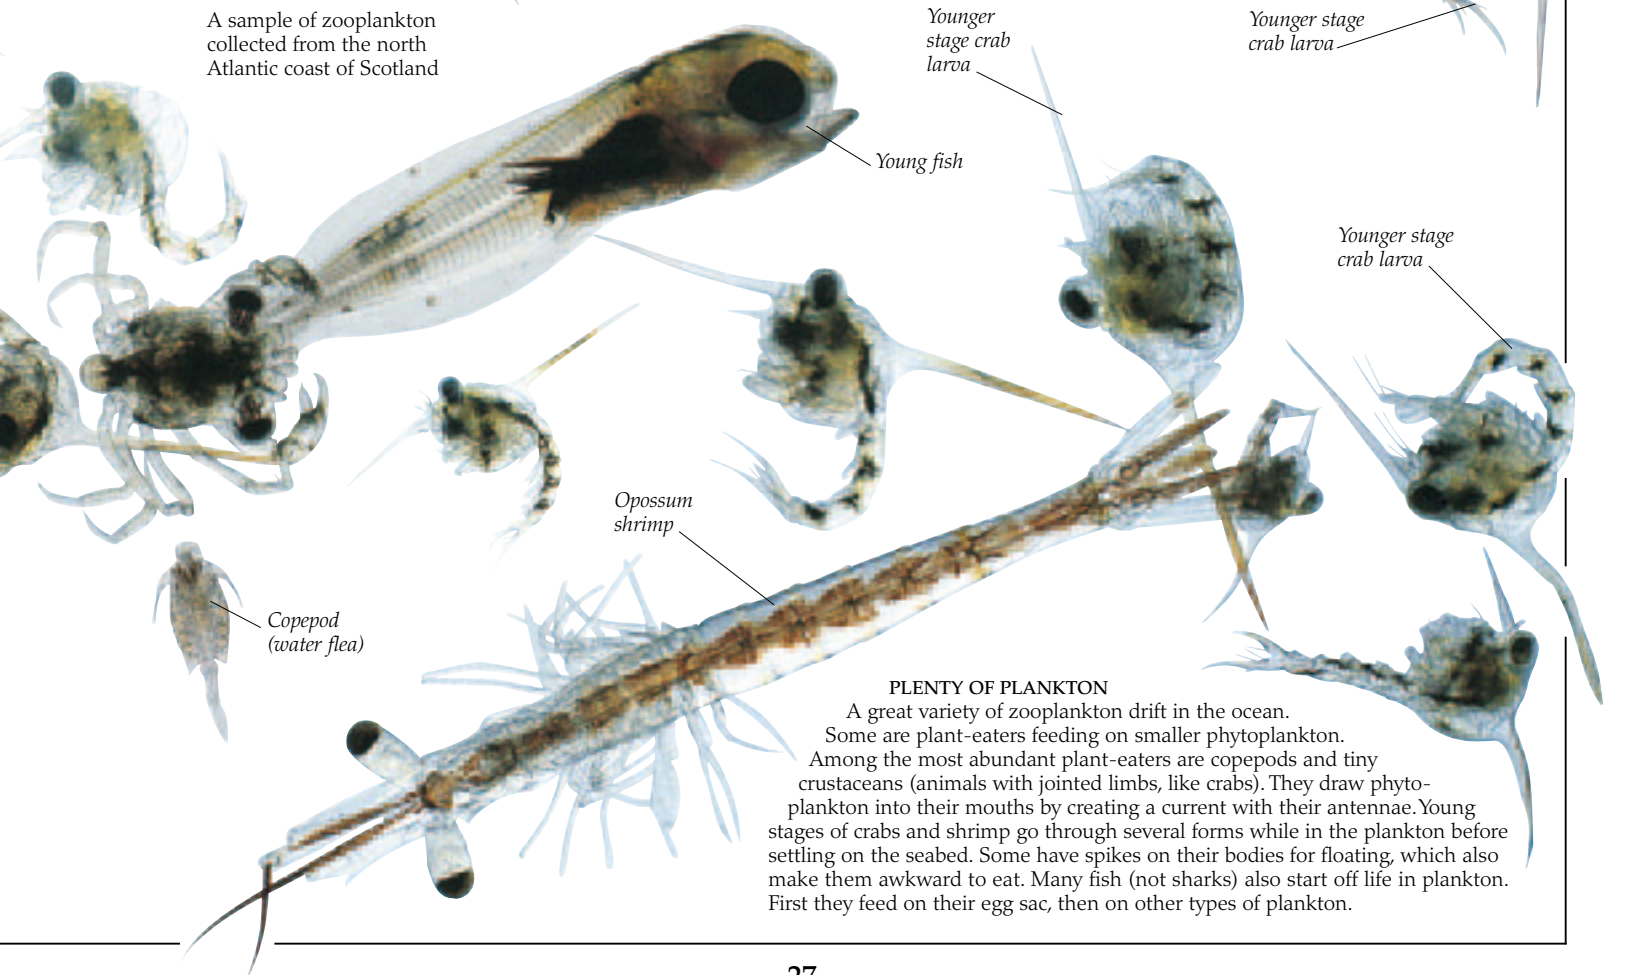 A sample of zooplankton
collected from the north
Atlantic coast of Scotland
Younger
stage crab
larva
Younger stage
crab larva
Young fish
Younger stage
crab larva
Opossum
shrimp
Copepod
(water flea)
PLENTY OF PLANKTON
A great variety of zooplankton drift in the ocean.
Some are plant-eaters feeding on smaller phytoplankton.
Among the most abundant plant-eaters are copepods and tiny
crustaceans (animals with jointed limbs, like crabs). They draw phyto-
plankton into their mouths by creating a current with their antennae.Young
stages of crabs and shrimp go through several forms while in the plankton before
settling on the seabed. Some have spikes on their bodies for floating, which also
make them awkward to eat. Many fish (not sharks) also start off life in plankton.
First they feed on their egg sac, then on other types of plankton.